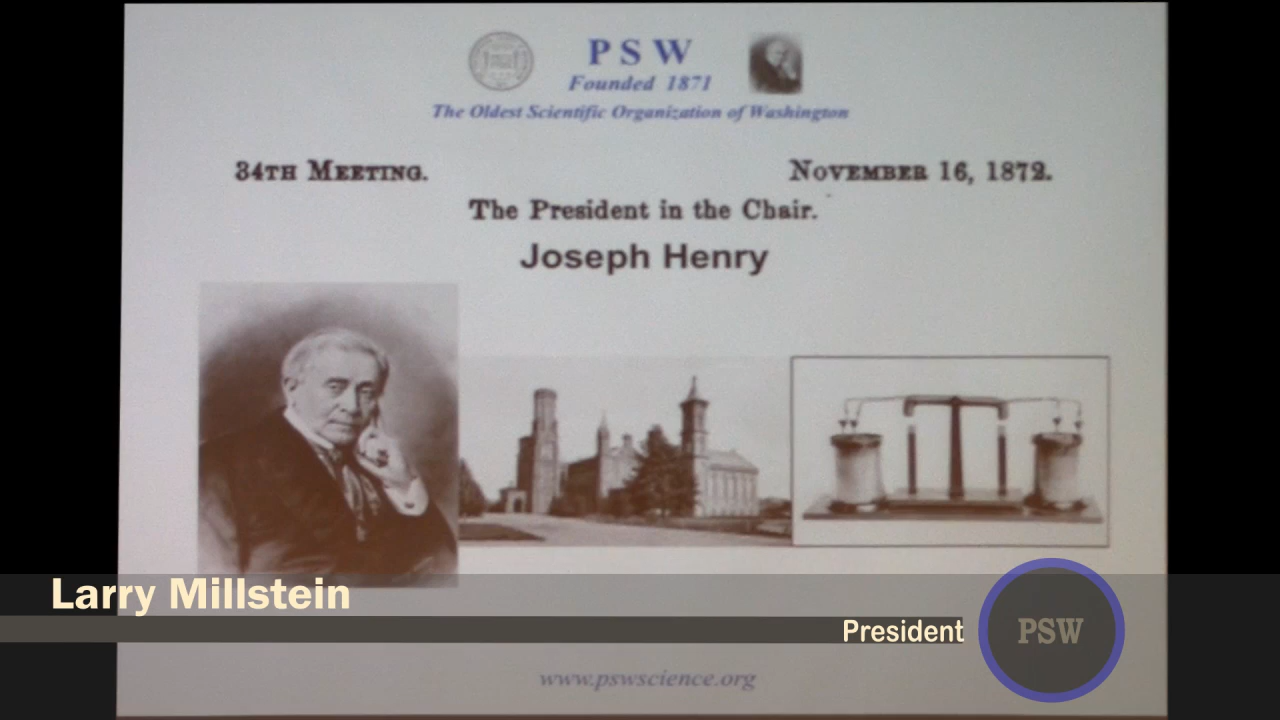 PSW
Founded 1871
The Oldest Scientific Organization of Washington
34TH MEETING.
NOVEMBER 16, 1872.
The President in the Chair.
Joseph Henry
Larry Millstein
President
PSW
www.pswscience.org